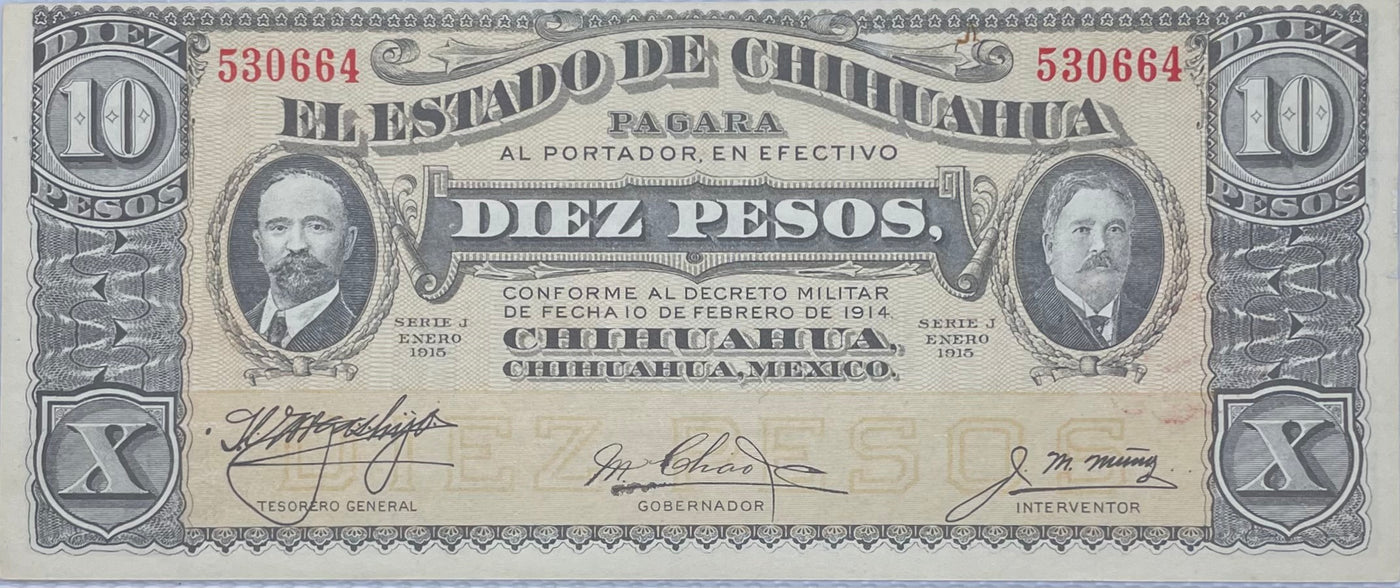 DIEZ
10
PESOS
530664
530664
DIEZ
10
PESOS
EL ESTADO DE CHIHUAHUA
PAGARA
AL PORTADOR, EN EFECTIVO
DIEZ PESOS,
CONFORME AL DECRETO MILITAR
DE FECHA 10 DE FEBRERO DE 1914
CHIHUAHUA,
CHIHUAHUA, MEXICO.
SERIE J
ENERO
1915
SERIE J
ENERO
1915
DIEZ PESOS
X
X
M. Chao
J. M. Muñoz
TESORERO GENERAL
GOBERNADOR
INTERVENTOR